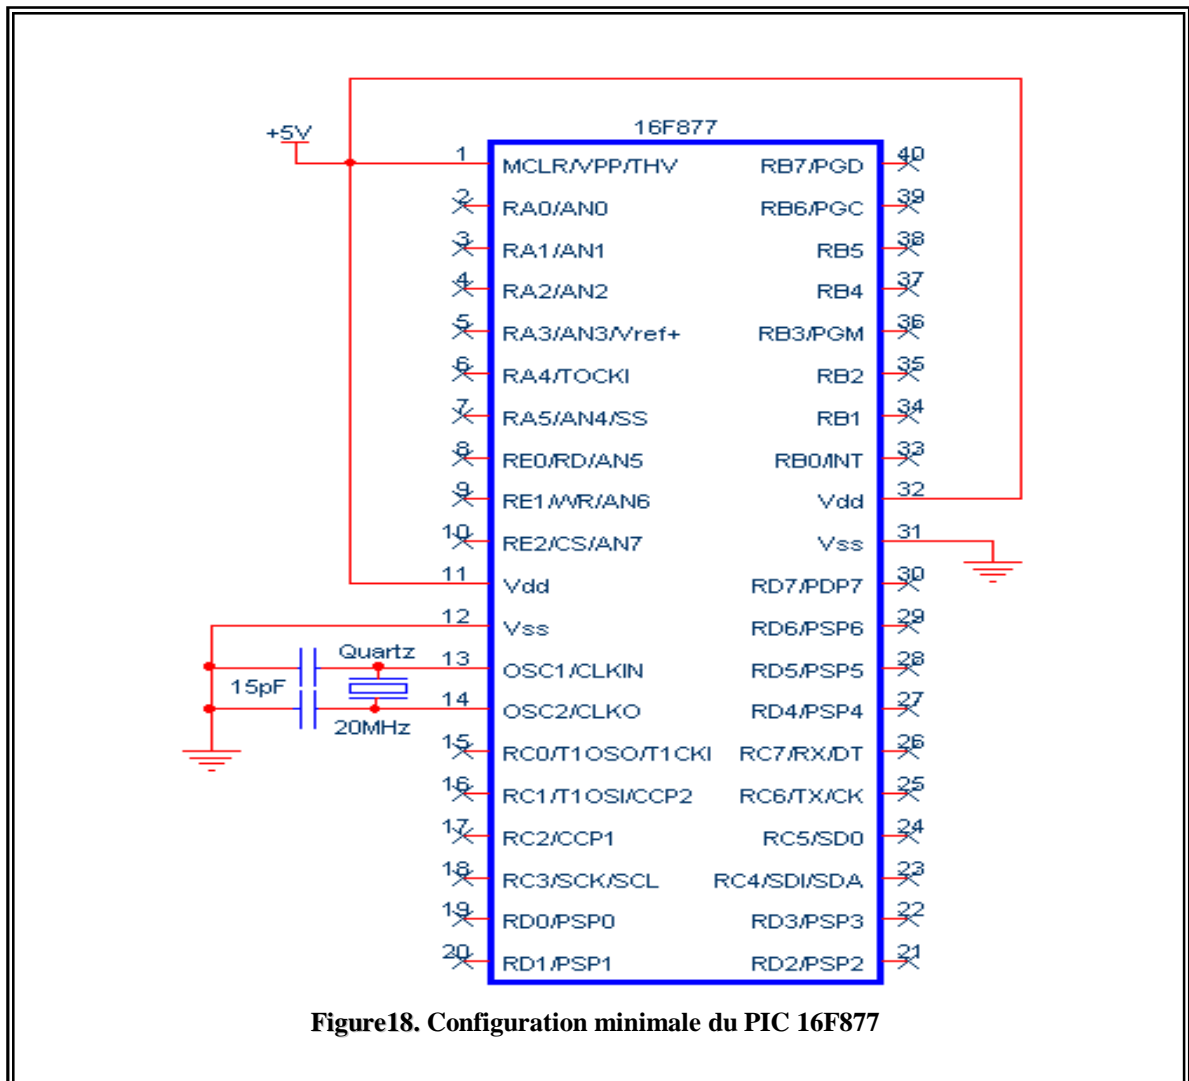 16F877
+5V
1 MCLR/VPP/THV RB7/PGD 40
2 RA0/AN0 RB6/PGC 39
3 RA1/AN1 RB5 38
4 RA2/AN2 RB4 37
5 RA3/AN3/Vref+ RB3/PGM 36
6 RA4/TOCKI RB2 35
7 RA5/AN4/SS RB1 34
8 RE0/RD/AN5 RB0/INT 33
9 RE1/WR/AN6 Vdd 32
10 RE2/CS/AN7 Vss 31
11 Vdd RD7/PDP7 30
12 Vss RD6/PSP6 29
Quartz
13 OSC1/CLKIN RD5/PSP5 28
15pF
14 OSC2/CLKO RD4/PSP4 27
20MHz
15 RC0/T1OSO/T1CKI RC7/RX/DT 26
16 RC1/T1OSI/CCP2 RC6/TX/CK 25
17 RC2/CCP1 RC5/SD0 24
18 RC3/SCK/SCL RC4/SDI/SDA 23
19 RD0/PSP0 RD3/PSP3 22
20 RD1/PSP1 RD2/PSP2 21
Figure18. Configuration minimale du PIC 16F877